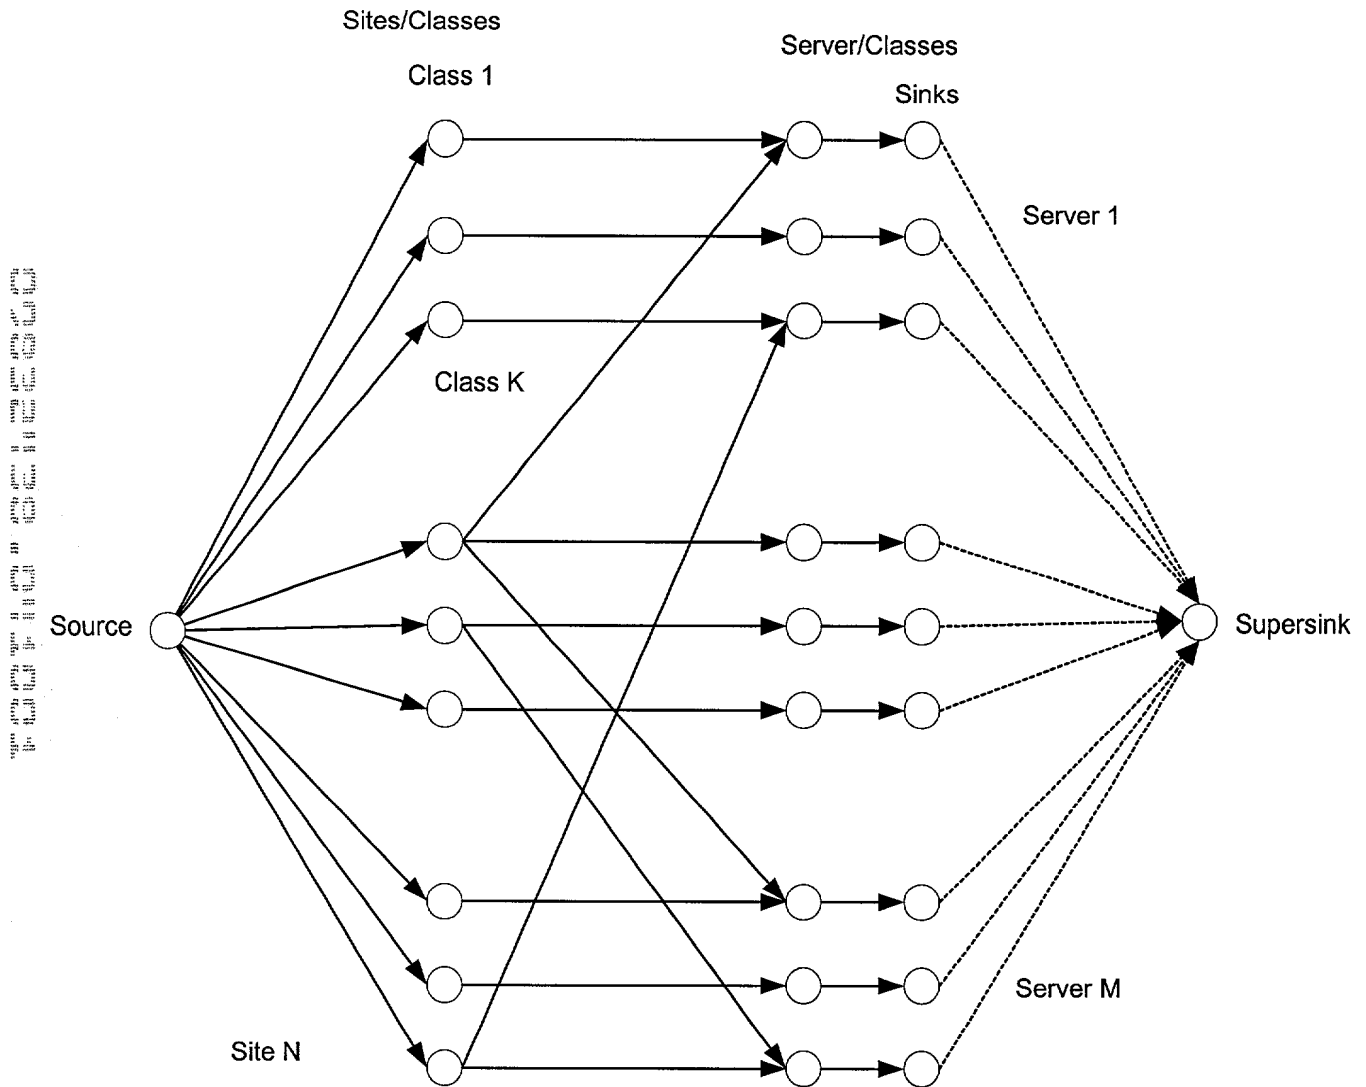 Sites/Classes
Class 1
Server/Classes
Sinks
Server 1
Class K
Source
Supersink
Server M
Site N